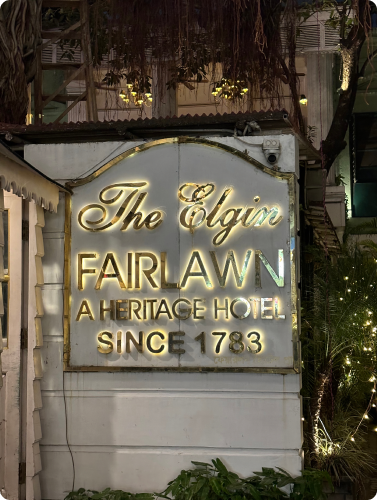 The Elgin
FAIRLAWN
A HERITAGE HOTEL
SINCE 1783